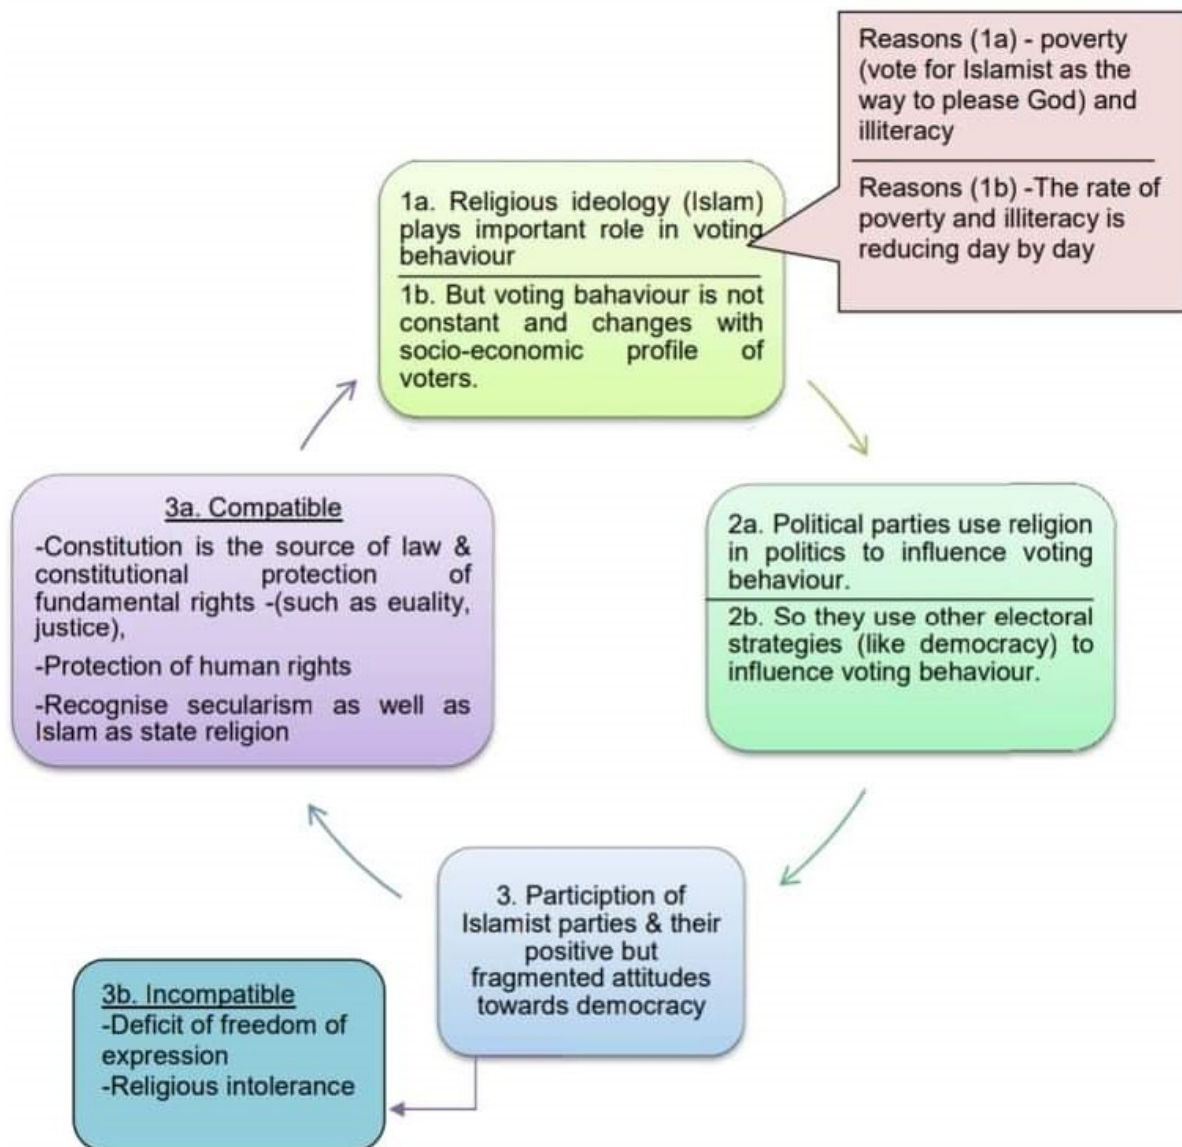 Reasons (1a) - poverty
(vote for Islamist as the
way to please God) and
illiteracy
Reasons (1b) -The rate of
poverty and illiteracy is
reducing day by day
1a. Religious ideology (Islam)
plays important role in voting
behaviour
1b. But voting bahaviour is not
constant and changes with
socio-economic profile of
voters.
2a. Political parties use religion
in politics to influence voting
behaviour.
2b. So they use other electoral
strategies (like democracy) to
influence voting behaviour.
3. Particiption of
Islamist parties & their
positive but
fragmented attitudes
towards democracy
3a. Compatible
-Constitution is the source of law &
constitutional protection of
fundamental rights -(such as euality,
justice),
-Protection of human rights
-Recognise secularism as well as
Islam as state religion
3b. Incompatible
-Deficit of freedom of
expression
-Religious intolerance